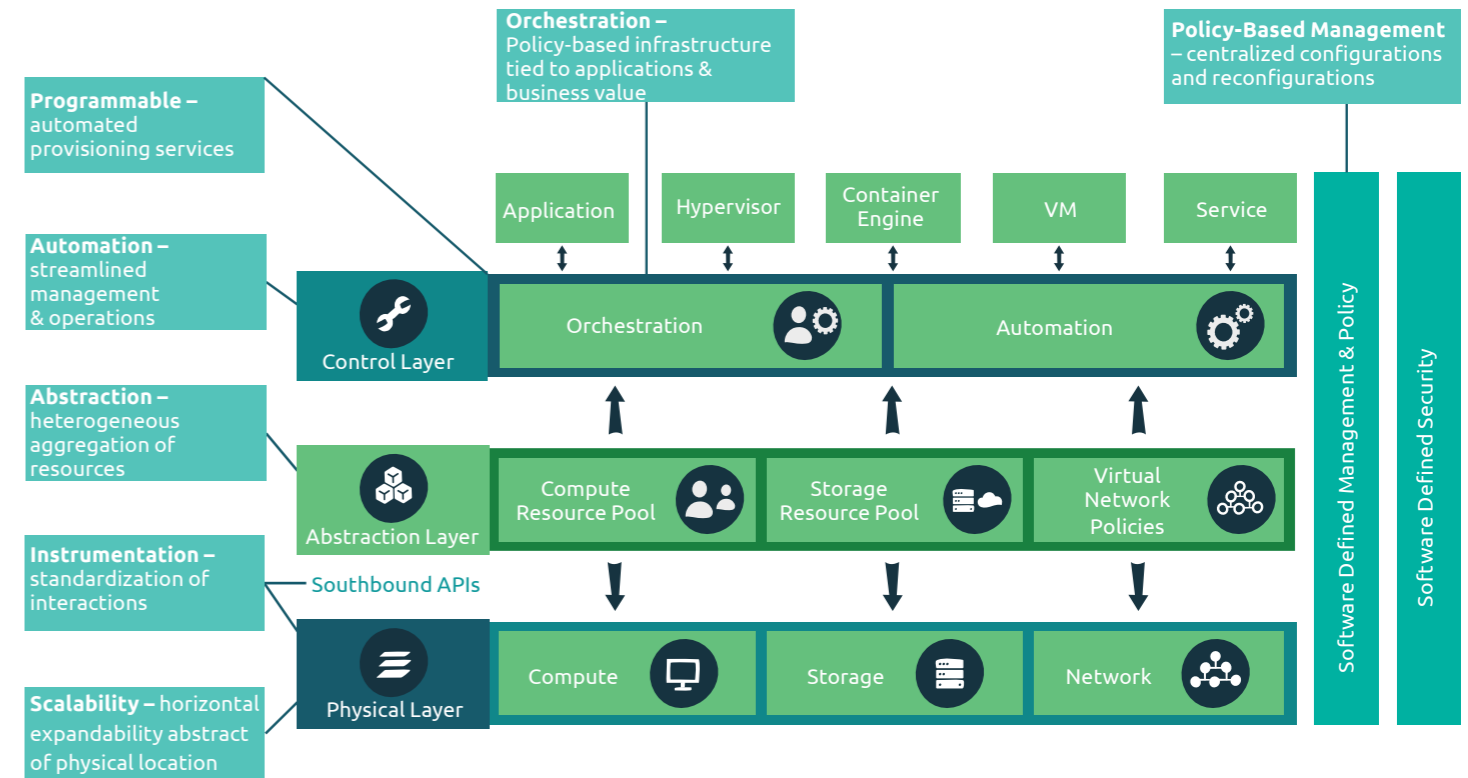 Orchestration –
Policy-based infrastructure
tied to applications &
business value
Policy-Based Management
– centralized configurations
and reconfigurations
Programmable –
automated
provisioning services
Application
Hypervisor
Container
Engine
VM
Service
Automation –
streamlined
management
& operations
Control Layer
Orchestration
Automation
Abstraction –
heterogeneous
aggregation of
resources
Abstraction Layer
Compute
Resource Pool
Storage
Resource Pool
Virtual
Network
Policies
Instrumentation –
standardization of
interactions
Southbound APIs
Physical Layer
Compute
Storage
Network
Scalability – horizontal
expandability abstract
of physical location
Software Defined Management & Policy
Software Defined Security